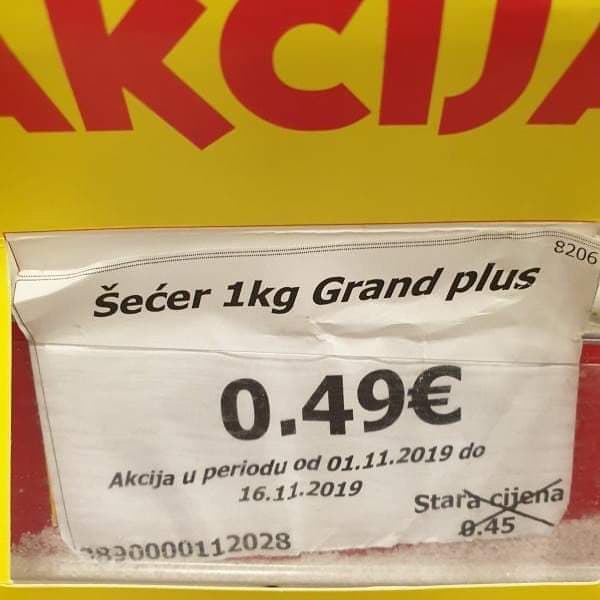 AKCIJA
8206
Šećer 1kg Grand plus
0.49€
Akcija u periodu od 01.11.2019 do
16.11.2019
Stara cijena
0.45
3890000112028